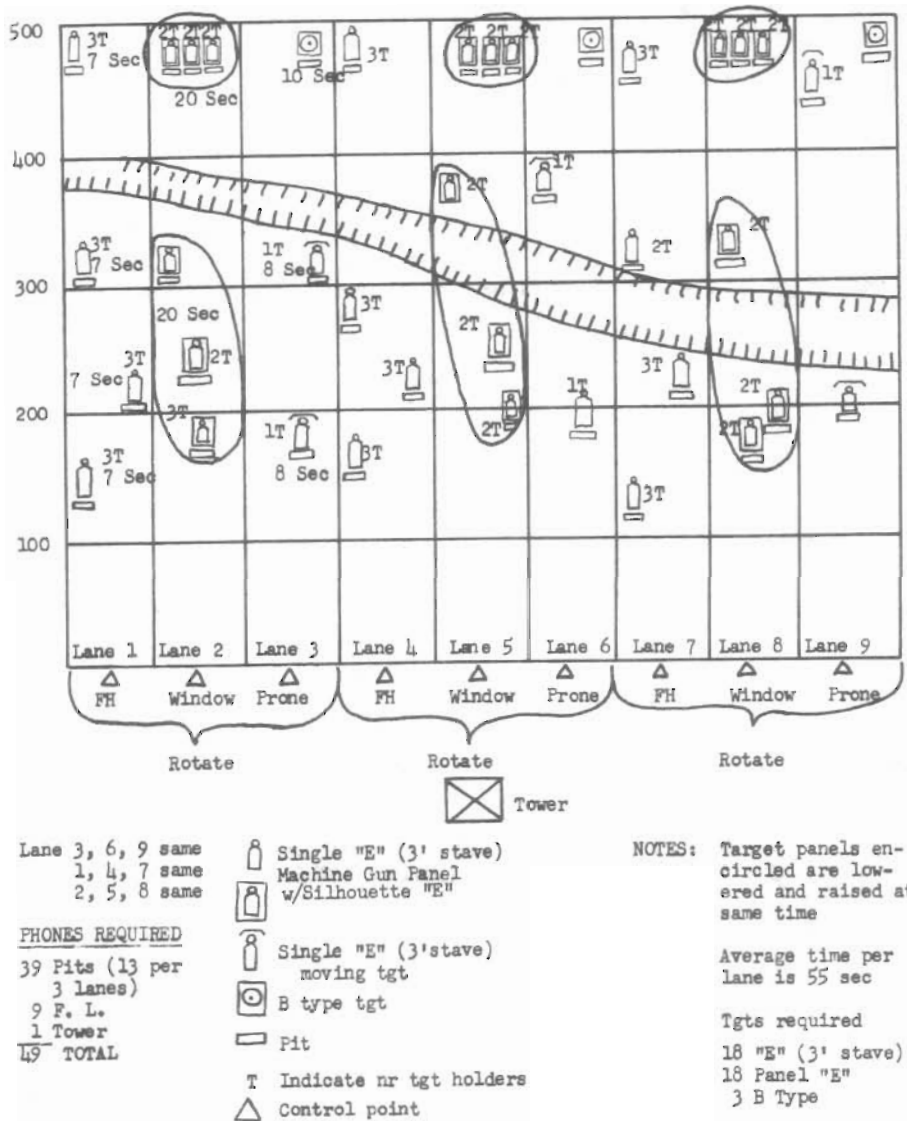 500
3T
7 Sec
2T 2T 2T
20 Sec
10 Sec
3T
2T 2T 2T
3T
2T 2T 2T
1T
400
2T
1T
3T
7 Sec
20 Sec
1T
8 Sec
2T
2T
300
3T
2T
3T
7 Sec
2T
3T
2T
3T
2T
200
3T
1T
8 Sec
3T
2T
1T
2T
3T
7 Sec
3T
100
Lane 1 Lane 2 Lane 3 Lane 4 Lane 5 Lane 6 Lane 7 Lane 8 Lane 9
FH Window Prone FH Window Prone FH Window Prone
Rotate Rotate Rotate
Tower
Lane 3, 6, 9 same
1, 4, 7 same
2, 5, 8 same
PHONES REQUIRED
39 Pits (13 per
3 lanes)
9 F. L.
1 Tower
49 TOTAL
Single "E" (3' stave)
Machine Gun Panel
w/Silhouette "E"
Single "E" (3'stave)
moving tgt
B type tgt
Pit
T Indicate nr tgt holders
Control point
NOTES: Target panels en-
circled are low-
ered and raised at
same time
Average time per
lane is 55 sec
Tgts required
18 "E" (3' stave)
18 Panel "E"
3 B Type